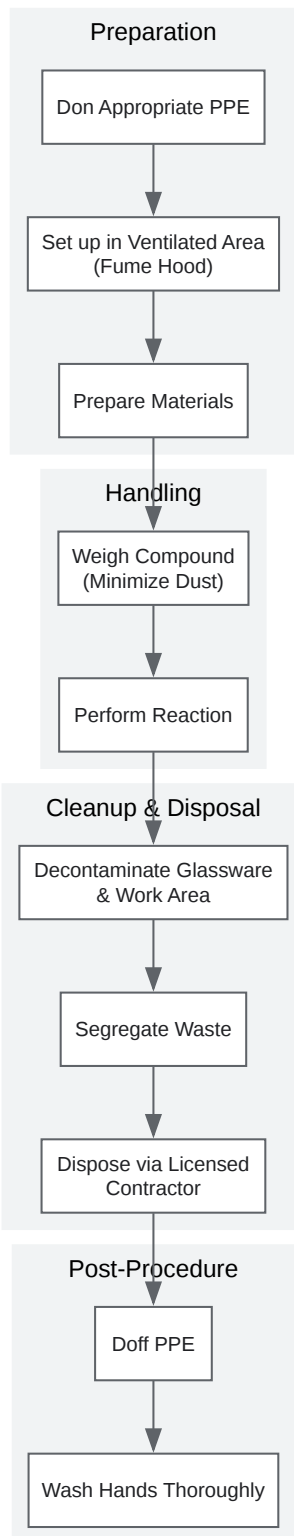 Preparation
Don Appropriate PPE
Set up in Ventilated Area
(Fume Hood)
Prepare Materials
Handling
Weigh Compound
(Minimize Dust)
Perform Reaction
Cleanup & Disposal
Decontaminate Glassware
& Work Area
Segregate Waste
Dispose via Licensed
Contractor
Post-Procedure
Doff PPE
Wash Hands Thoroughly